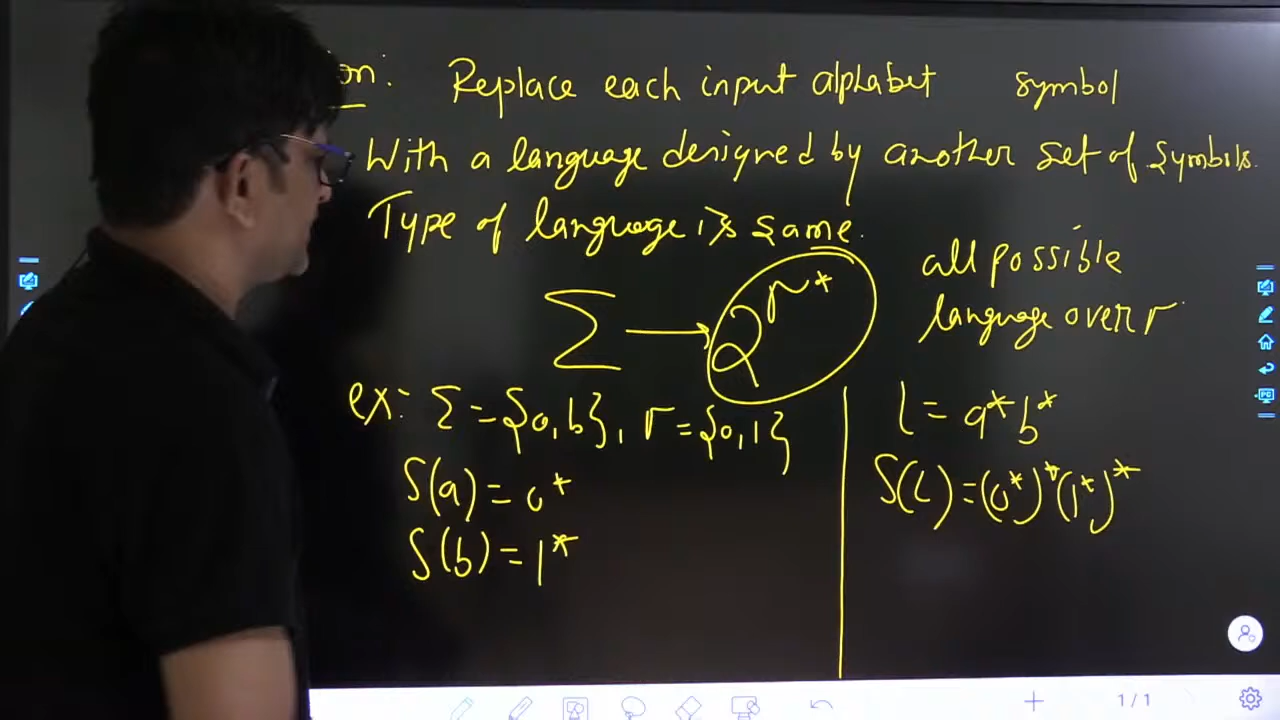 on: Replace each input alphabet symbol
With a language designed by another set of symbols.
Type of language is same.
Σ → 2^Γ*
all possible
language over Γ
ex: Σ = {a, b}, Γ = {0, 1}
S(a) = 0*
S(b) = 1*
L = a* b*
S(L) = (0*)* (1*)*
1/1